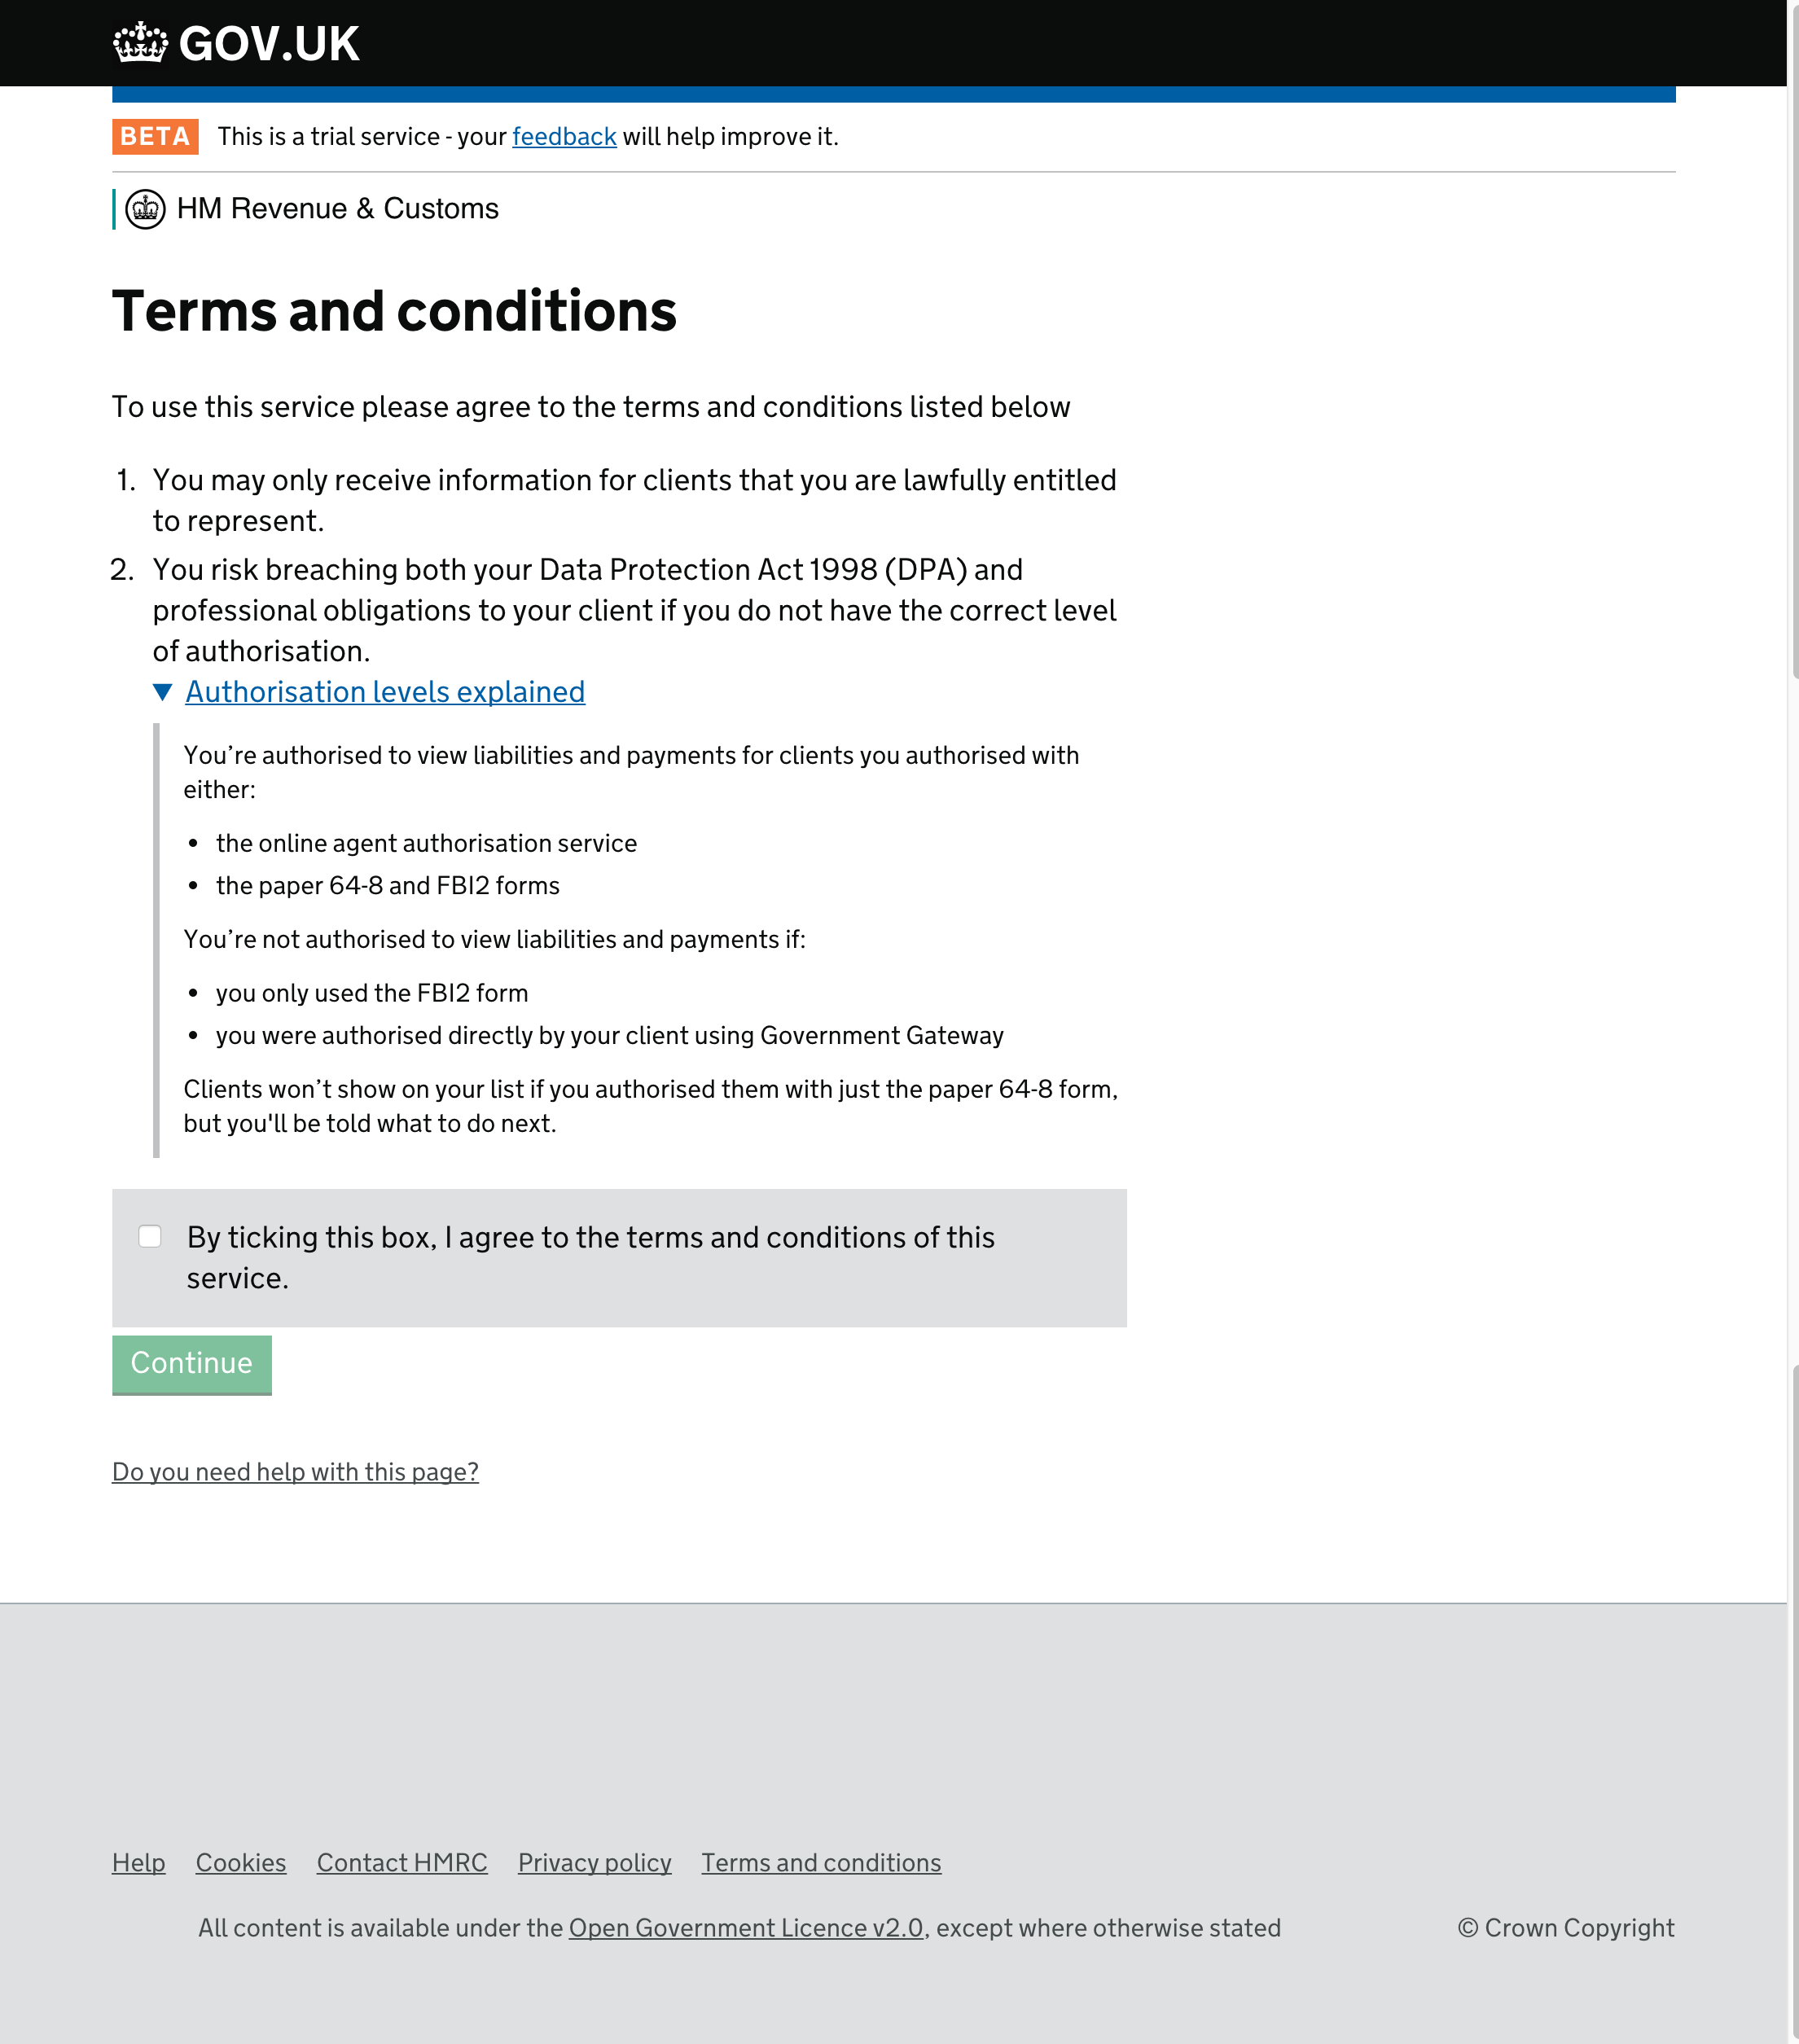 GOV.UK
BETA This is a trial service - your feedback will help improve it.
HM Revenue & Customs
Terms and conditions
To use this service please agree to the terms and conditions listed below
1. You may only receive information for clients that you are lawfully entitled
to represent.
2. You risk breaching both your Data Protection Act 1998 (DPA) and
professional obligations to your client if you do not have the correct level
of authorisation.
▼ Authorisation levels explained
You’re authorised to view liabilities and payments for clients you authorised with
either:
• the online agent authorisation service
• the paper 64-8 and FBI2 forms
You’re not authorised to view liabilities and payments if:
• you only used the FBI2 form
• you were authorised directly by your client using Government Gateway
Clients won’t show on your list if you authorised them with just the paper 64-8 form,
but you'll be told what to do next.
By ticking this box, I agree to the terms and conditions of this
service.
Continue
Do you need help with this page?
Help Cookies Contact HMRC Privacy policy Terms and conditions
All content is available under the Open Government Licence v2.0, except where otherwise stated © Crown Copyright